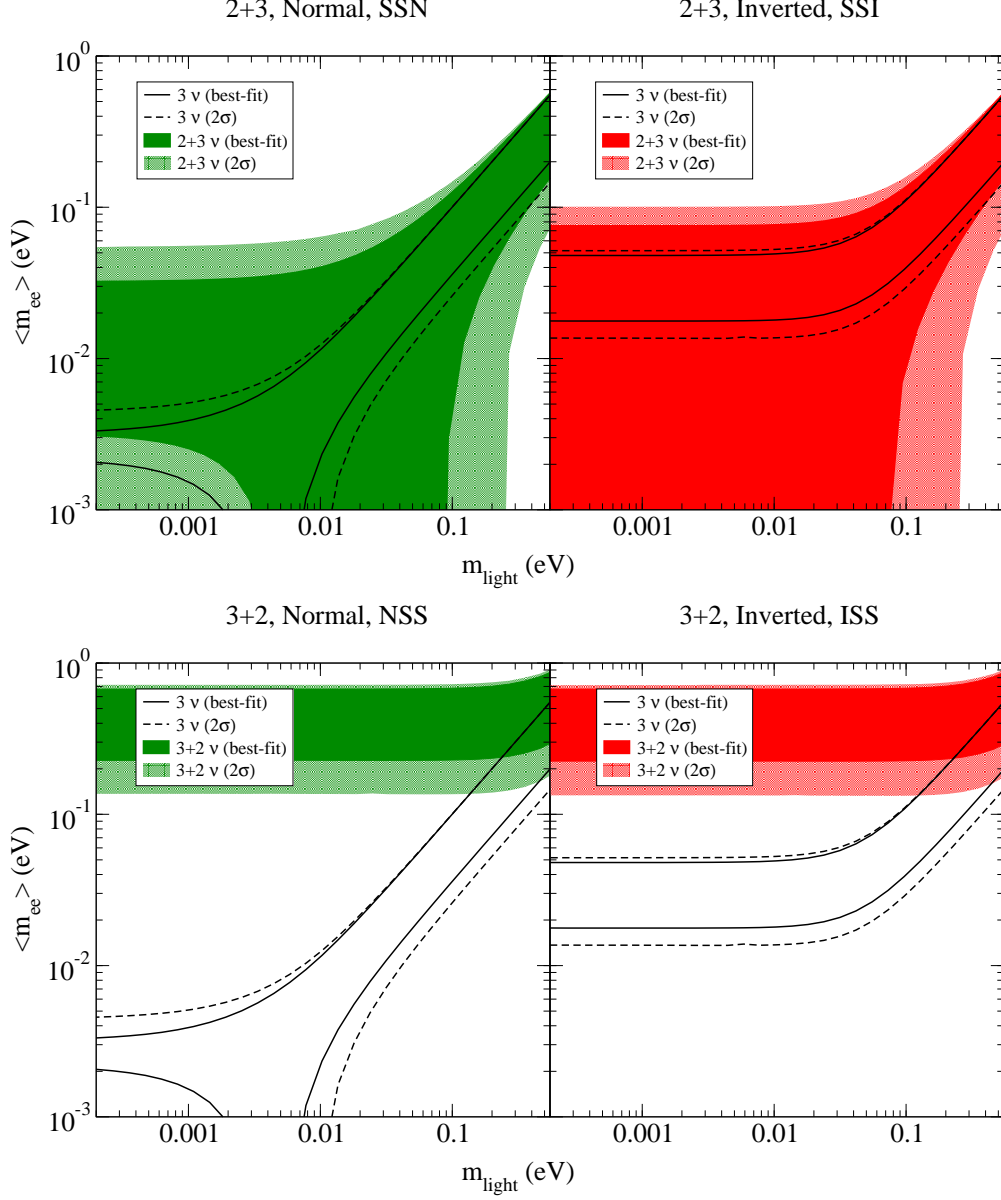 2+3, Normal, SSN
2+3, Inverted, SSI
10^0
10^-1
10^-2
10^-3
<m_ee> (eV)
3 ν (best-fit)
3 ν (2σ)
2+3 ν (best-fit)
2+3 ν (2σ)
3 ν (best-fit)
3 ν (2σ)
2+3 ν (best-fit)
2+3 ν (2σ)
0.001 0.01 0.1
0.001 0.01 0.1
m_light (eV)
m_light (eV)
3+2, Normal, NSS
3+2, Inverted, ISS
10^0
10^-1
10^-2
10^-3
<m_ee> (eV)
3 ν (best-fit)
3 ν (2σ)
3+2 ν (best-fit)
3+2 ν (2σ)
3 ν (best-fit)
3 ν (2σ)
3+2 ν (best-fit)
3+2 ν (2σ)
0.001 0.01 0.1
0.001 0.01 0.1
m_light (eV)
m_light (eV)